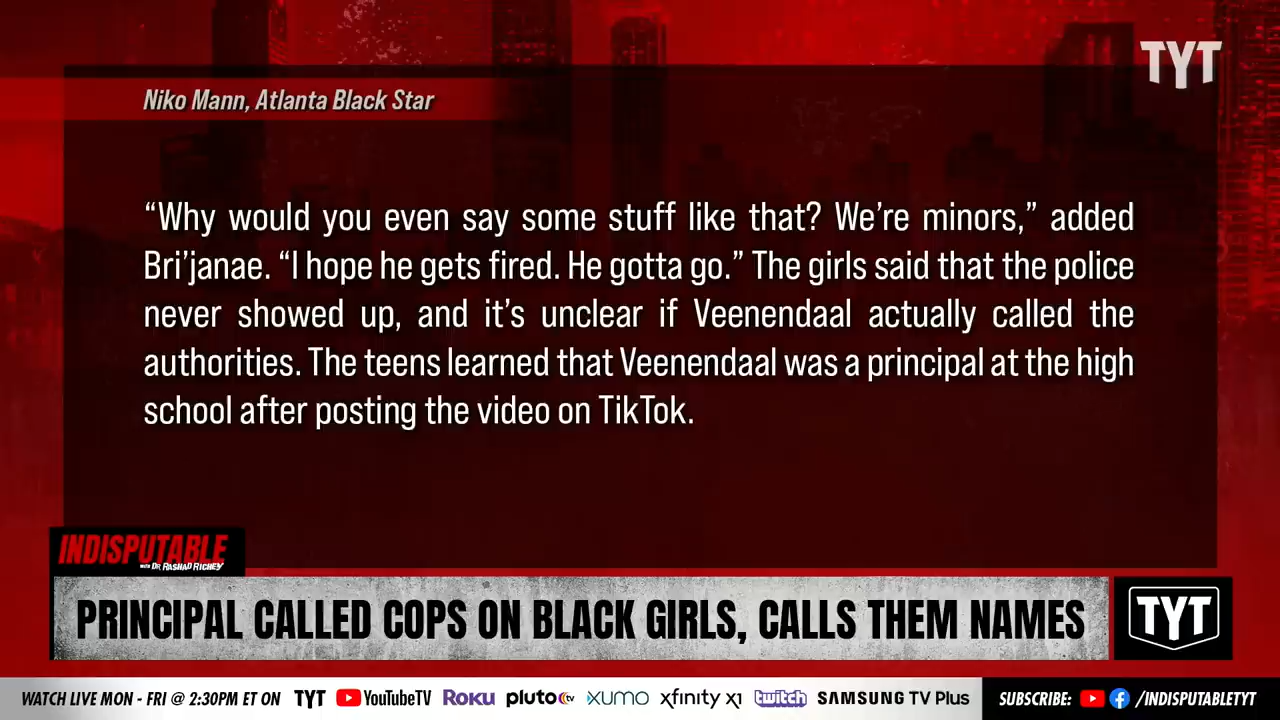 TYT
Niko Mann, Atlanta Black Star
“Why would you even say some stuff like that? We’re minors,” added
Bri’janae. “I hope he gets fired. He gotta go.” The girls said that the police
never showed up, and it’s unclear if Veenendaal actually called the
authorities. The teens learned that Veenendaal was a principal at the high
school after posting the video on TikTok.
INDISPUTABLE
WITH DR. RASHAD RICHEY
PRINCIPAL CALLED COPS ON BLACK GIRLS, CALLS THEM NAMES
TYT
WATCH LIVE MON - FRI @ 2:30PM ET ON TYT YouTubeTV ROKU pluto tv xumo xfinity x1 twitch SAMSUNG TV Plus SUBSCRIBE: /INDISPUTABLETYT